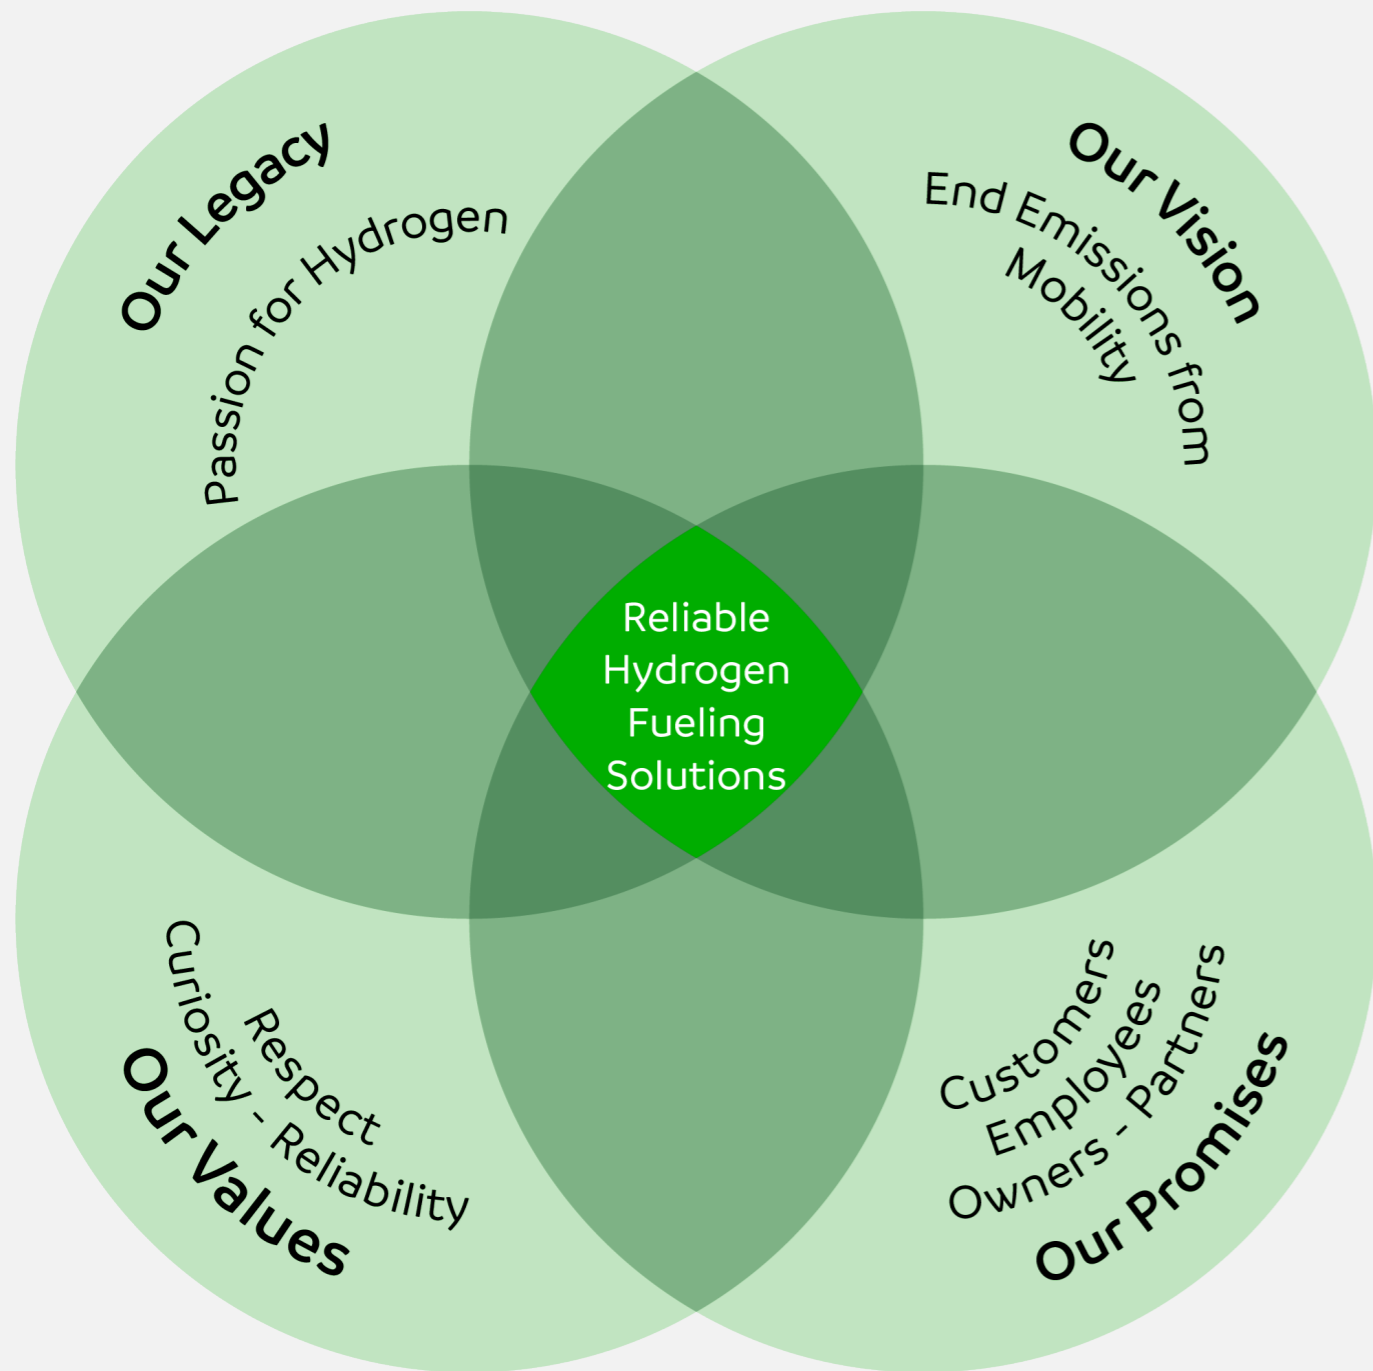 Our Legacy
Passion for Hydrogen
Our Vision
End Emissions from
Mobility
Reliable
Hydrogen
Fueling
Solutions
Respect
Curiosity - Reliability
Our Values
Customers
Employees
Owners - Partners
Our Promises